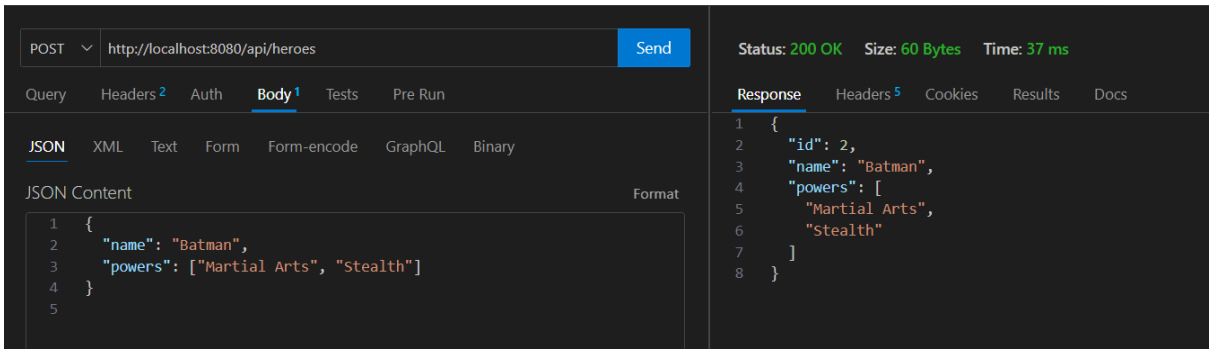 POST http://localhost:8080/api/heroes Send
Query Headers 2 Auth Body 1 Tests Pre Run
JSON XML Text Form Form-encode GraphQL Binary
JSON Content Format
1 {
2 "name": "Batman",
3 "powers": ["Martial Arts", "Stealth"]
4 }
5
Status: 200 OK Size: 60 Bytes Time: 37 ms
Response Headers 5 Cookies Results Docs
1 {
2 "id": 2,
3 "name": "Batman",
4 "powers": [
5 "Martial Arts",
6 "Stealth"
7 ]
8 }